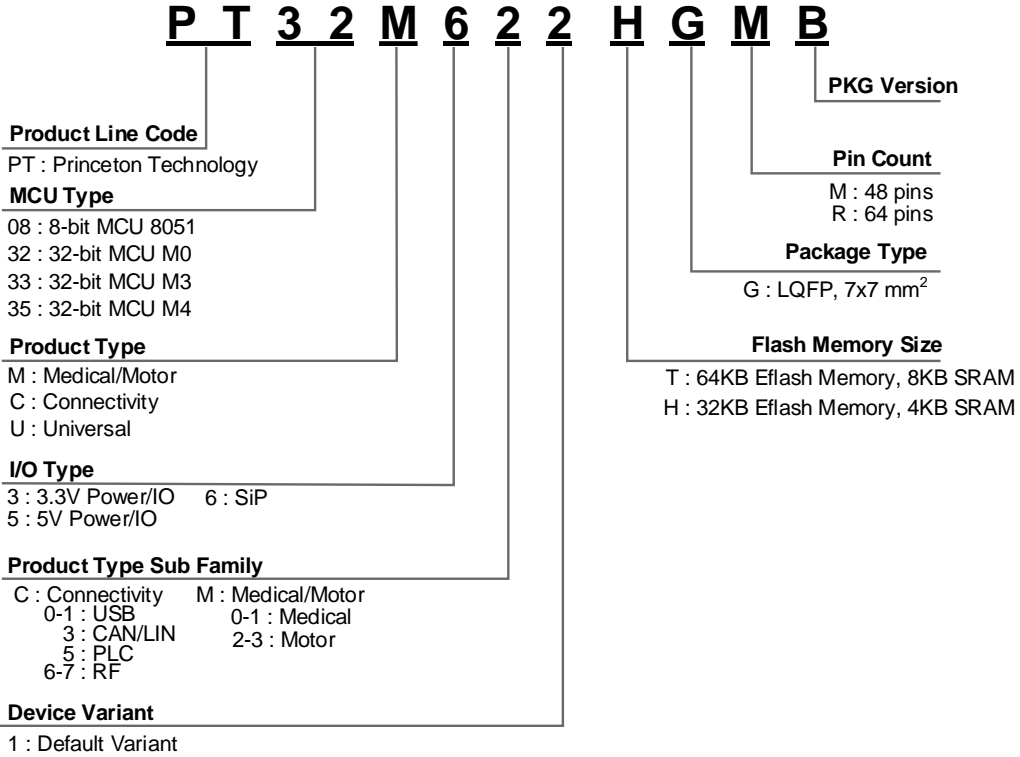 P T 3 2 M 6 2 2 H G M B
PKG Version
Product Line Code
PT : Princeton Technology
Pin Count
M : 48 pins
R : 64 pins
MCU Type
08 : 8-bit MCU 8051
32 : 32-bit MCU M0
33 : 32-bit MCU M3
35 : 32-bit MCU M4
Package Type
G : LQFP, 7x7 mm²
Product Type
M : Medical/Motor
C : Connectivity
U : Universal
Flash Memory Size
T : 64KB Eflash Memory, 8KB SRAM
H : 32KB Eflash Memory, 4KB SRAM
I/O Type
3 : 3.3V Power/IO 6 : SiP
5 : 5V Power/IO
Product Type Sub Family
C : Connectivity M : Medical/Motor
0-1 : USB 0-1 : Medical
3 : CAN/LIN 2-3 : Motor
5 : PLC
6-7 : RF
Device Variant
1 : Default Variant